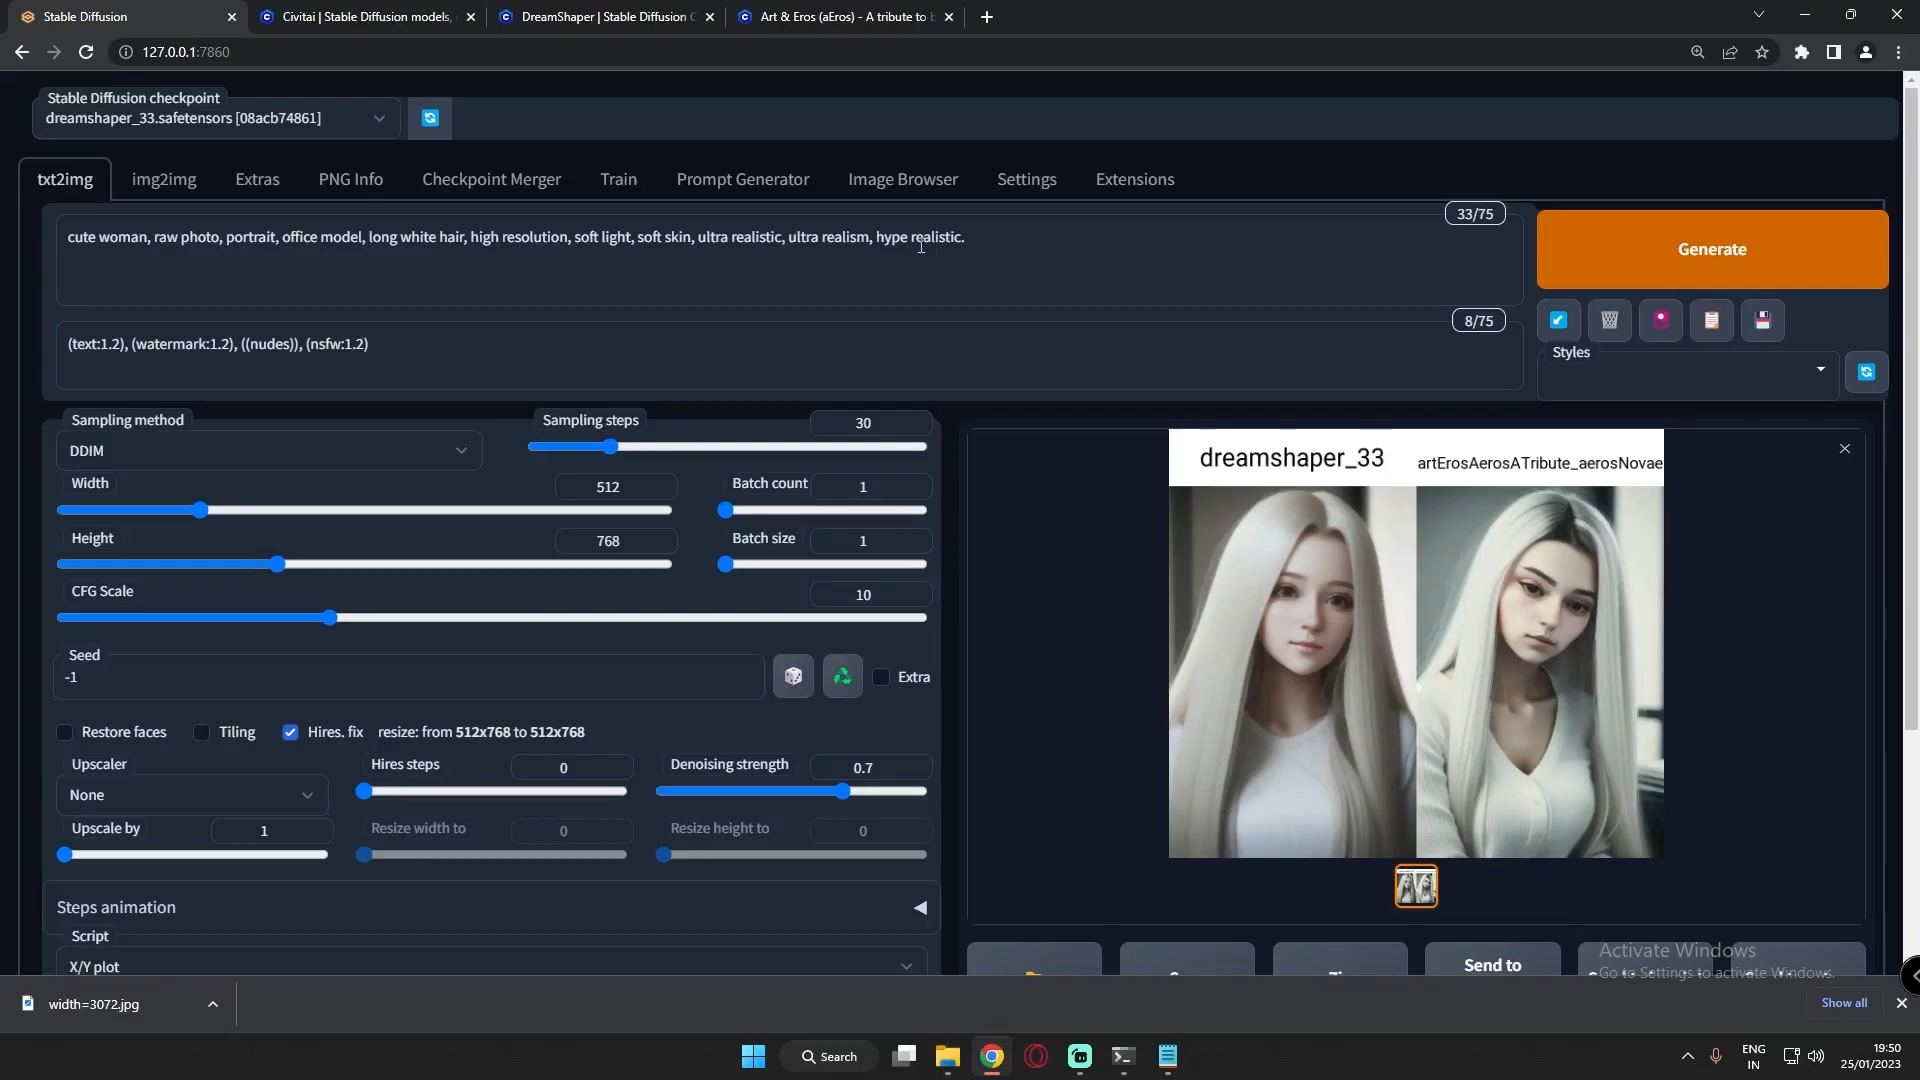 Stable Diffusion
Civitai | Stable Diffusion models,
DreamShaper | Stable Diffusion C
Art & Eros (aEros) - A tribute to b
127.0.0.1:7860
Stable Diffusion checkpoint
dreamshaper_33.safetensors [08acb74861]
txt2img
img2img
Extras
PNG Info
Checkpoint Merger
Train
Prompt Generator
Image Browser
Settings
Extensions
33/75
cute woman, raw photo, portrait, office model, long white hair, high resolution, soft light, soft skin, ultra realistic, ultra realism, hype realistic.
Generate
8/75
(text:1.2), (watermark:1.2), ((nudes)), (nsfw:1.2)
Styles
Sampling method
DDIM
Sampling steps
30
Width
512
Batch count
1
Height
768
Batch size
1
CFG Scale
10
Seed
-1
Extra
Restore faces
Tiling
Hires. fix
resize: from 512x768 to 512x768
Upscaler
None
Hires steps
0
Denoising strength
0.7
Upscale by
1
Resize width to
0
Resize height to
0
Steps animation
Script
X/Y plot
dreamshaper_33
artErosAerosATribute_aerosNovae
Send to
Activate Windows
Go to Settings to activate Windows.
width=3072.jpg
Show all
Search
ENG
IN
19:50
25/01/2023